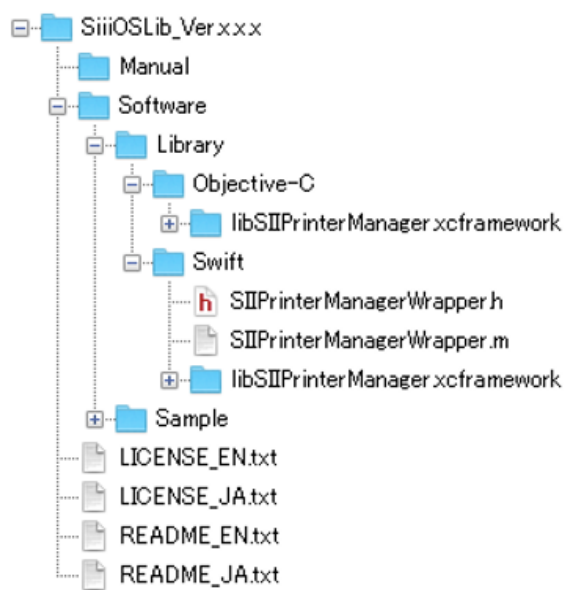 SiiiOSLib_Verxxx
Manual
Software
Library
Objective-C
libSIIPrinterManager.xcframework
Swift
h SIIPrinterManagerWrapper.h
SIIPrinterManagerWrapper.m
libSIIPrinterManager.xcframework
Sample
LICENSE_EN.txt
LICENSE_JA.txt
README_EN.txt
README_JA.txt